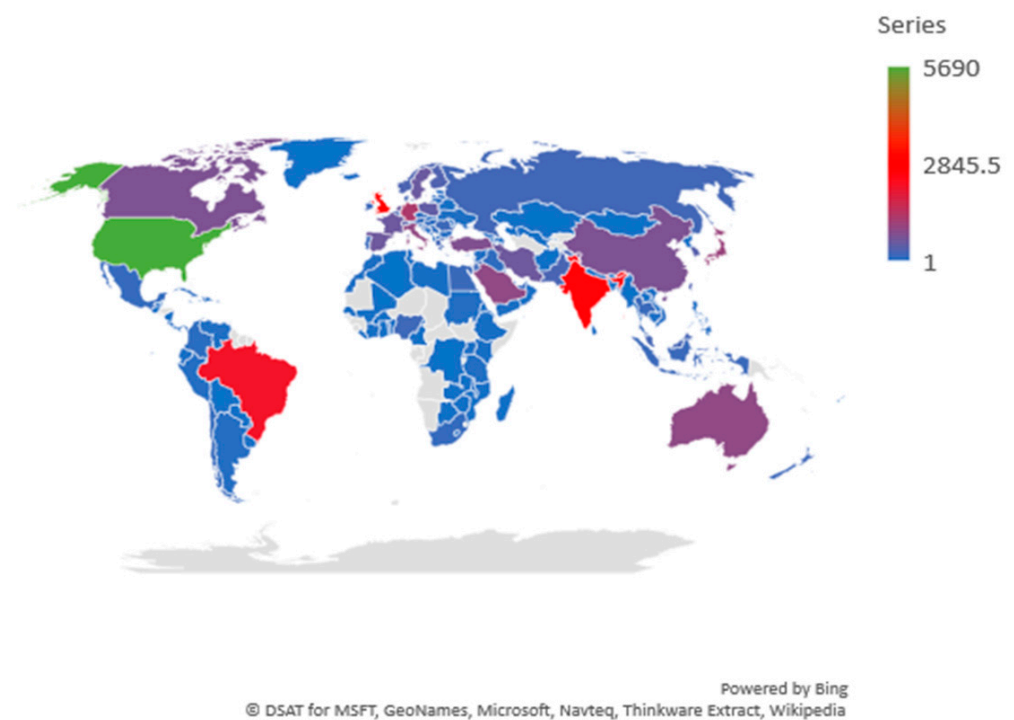 Series
5690
2845.5
1
Powered by Bing
© DSAT for MSFT, GeoNames, Microsoft, Navteq, Thinkware Extract, Wikipedia